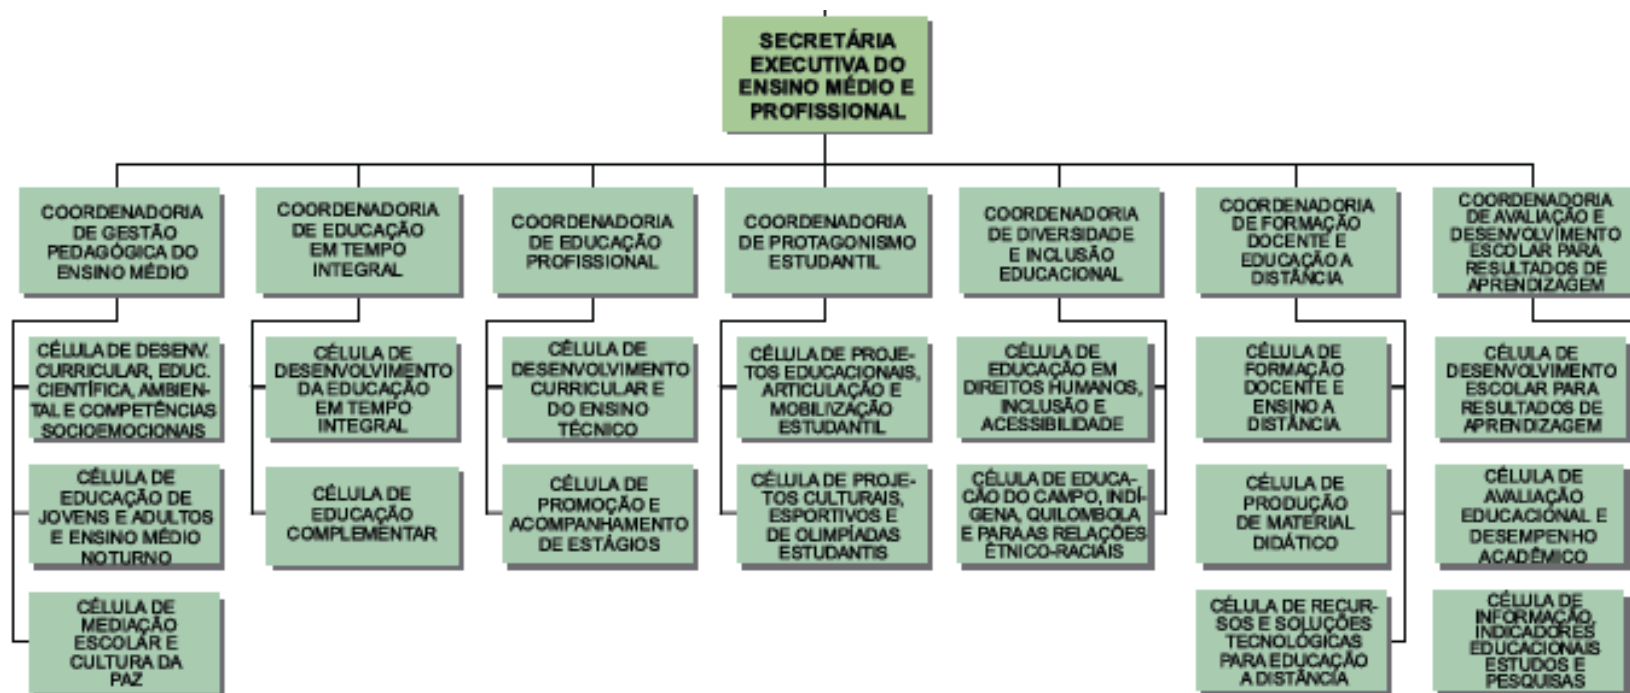 SECRETÁRIA
EXECUTIVA DO
ENSINO MÉDIO E
PROFISSIONAL
COORDENADORIA
DE GESTÃO
PEDAGÓGICA DO
ENSINO MÉDIO
COORDENADORIA
DE EDUCAÇÃO
EM TEMPO
INTEGRAL
COORDENADORIA
DE EDUCAÇÃO
PROFISSIONAL
COORDENADORIA
DE PROTAGONISMO
ESTUDANTIL
COORDENADORIA
DE DIVERSIDADE
E INCLUSÃO
EDUCACIONAL
COORDENADORIA
DE FORMAÇÃO
DOCENTE E
EDUCAÇÃO A
DISTÂNCIA
COORDENADORIA
DE AVALIAÇÃO E
DESENVOLVIMENTO
ESCOLAR PARA
RESULTADOS DE
APRENDIZAGEM
CÉLULA DE DESENV.
CURRICULAR, EDUC.
CIENTÍFICA, AMBIEN-
TAL E COMPETÊNCIAS
SOCIOEMOCIONAIS
CÉLULA DE
DESENVOLVIMENTO
DA EDUCAÇÃO
EM TEMPO
INTEGRAL
CÉLULA DE
DESENVOLVIMENTO
CURRICULAR E
DO ENSINO
TÉCNICO
CÉLULA DE PROJE-
TOS EDUCACIONAIS,
ARTICULAÇÃO E
MOBILIZAÇÃO
ESTUDANTIL
CÉLULA DE
EDUCAÇÃO EM
DIREITOS HUMANOS,
INCLUSÃO E
ACESSIBILIDADE
CÉLULA DE
FORMAÇÃO
DOCENTE E
ENSINO A
DISTÂNCIA
CÉLULA DE
DESENVOLVIMENTO
ESCOLAR PARA
RESULTADOS DE
APRENDIZAGEM
CÉLULA DE
EDUCAÇÃO DE
JOVENS E ADULTOS
E ENSINO MÉDIO
NOTURNO
CÉLULA DE
EDUCAÇÃO
COMPLEMENTAR
CÉLULA DE
PROMOÇÃO E
ACOMPANHAMENTO
DE ESTÁGIOS
CÉLULA DE PROJE-
TOS CULTURAIS,
ESPORTIVOS E
DE OLIMPÍADAS
ESTUDANTIS
CÉLULA DE EDUCA-
CÃO DO CAMPO, INDÍ-
GENA, QUILOMBOLA
E PARA AS RELAÇÕES
ÉTNICO-RACIAIS
CÉLULA DE
PRODUÇÃO
DE MATERIAL
DIDÁTICO
CÉLULA DE
AVALIAÇÃO
EDUCACIONAL E
DESEMPENHO
ACADÊMICO
CÉLULA DE
MEDIAÇÃO
ESCOLAR E
CULTURA DA
PAZ
CÉLULA DE RECUR-
SOS E SOLUÇÕES
TECNOLÓGICAS
PARA EDUCAÇÃO
A DISTÂNCIA
CÉLULA DE
INFORMAÇÃO,
INDICADORES
EDUCACIONAIS
ESTUDOS E
PESQUISAS